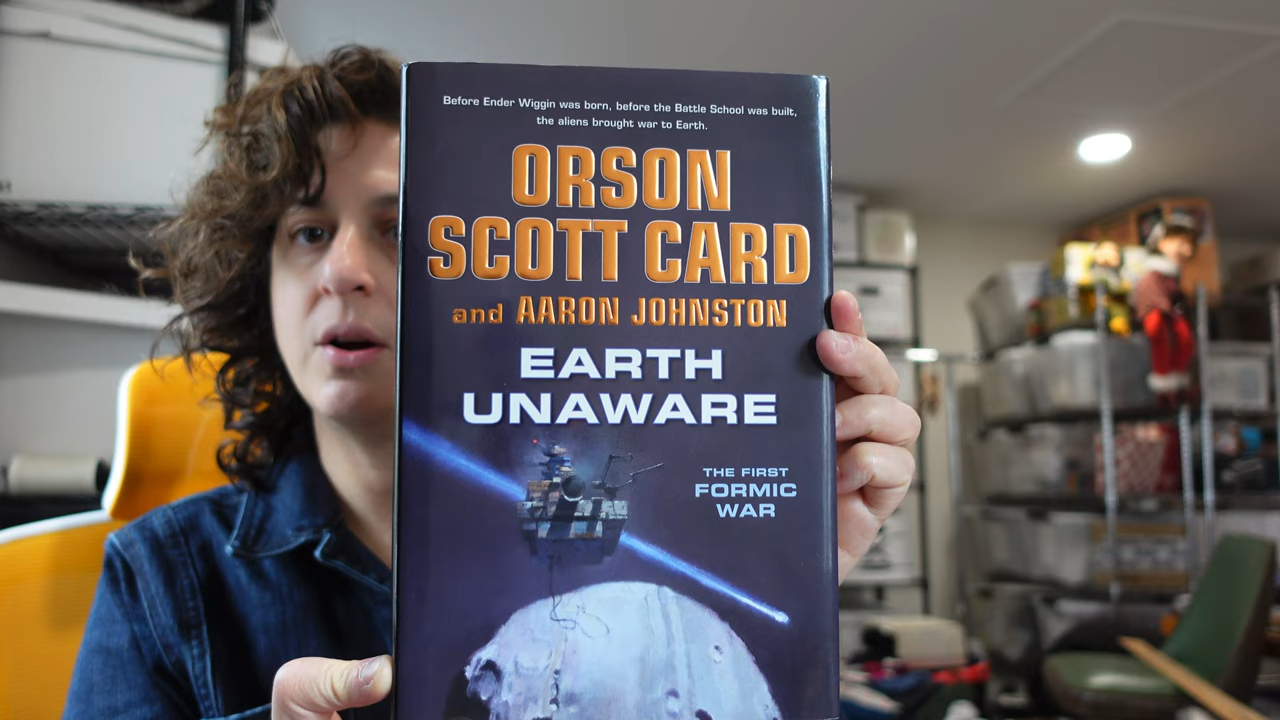 Before Ender Wiggin was born, before the Battle School was built,
the aliens brought war to Earth.
ORSON
SCOTT CARD
and AARON JOHNSTON
EARTH
UNAWARE
THE FIRST
FORMIC
WAR